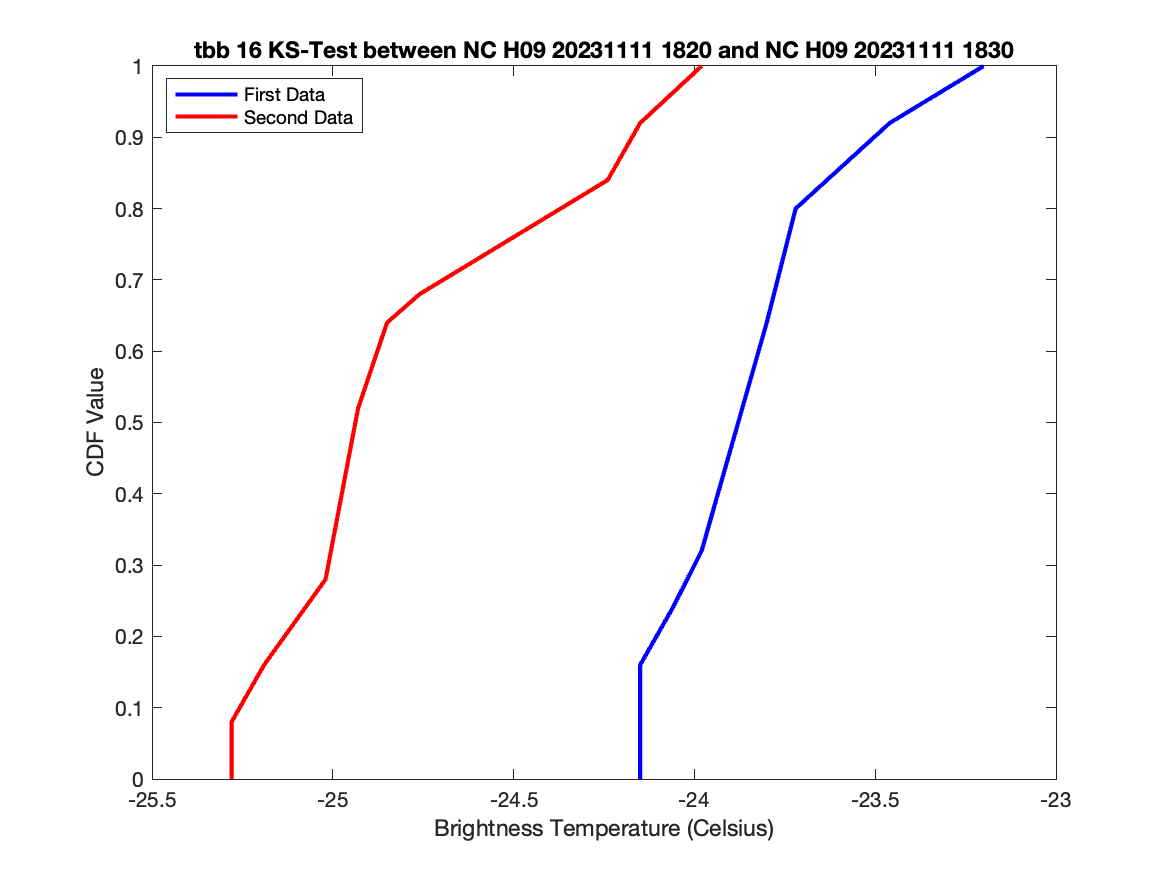 tbb 16 KS-Test between NC H09 20231111 1820 and NC H09 20231111 1830
First Data
Second Data
1
0.9
0.8
0.7
0.6
0.5
0.4
0.3
0.2
0.1
0
CDF Value
-25.5 -25 -24.5 -24 -23.5 -23
Brightness Temperature (Celsius)